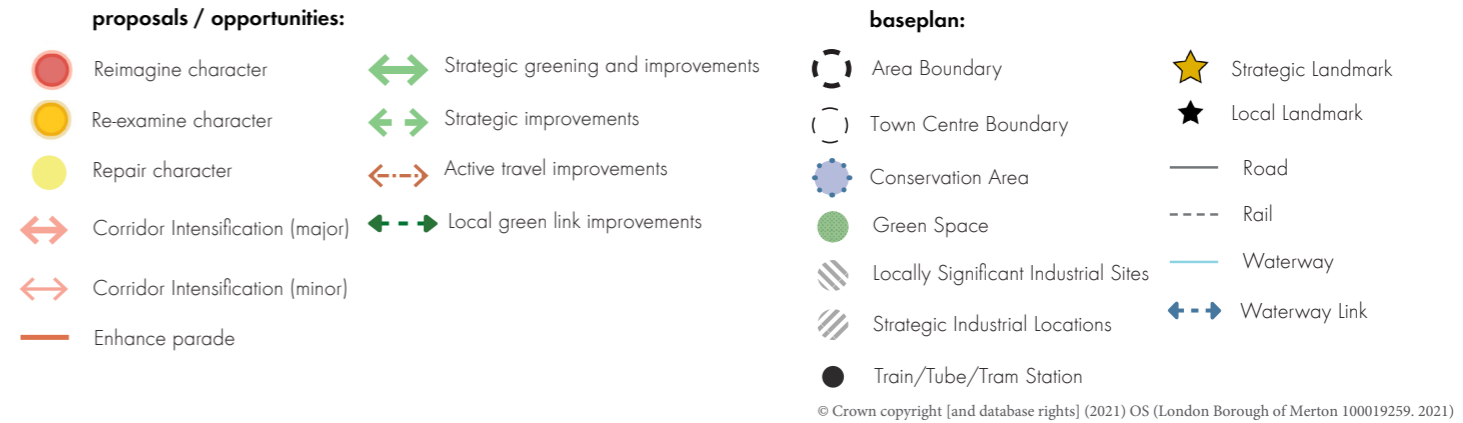 proposals / opportunities:
Reimagine character
Re-examine character
Repair character
Corridor Intensification (major)
Corridor Intensification (minor)
Enhance parade
Strategic greening and improvements
Strategic improvements
Active travel improvements
Local green link improvements
baseplan:
Area Boundary
Town Centre Boundary
Conservation Area
Green Space
Locally Significant Industrial Sites
Strategic Industrial Locations
Train/Tube/Tram Station
Strategic Landmark
Local Landmark
Road
Rail
Waterway
Waterway Link
© Crown copyright [and database rights] (2021) OS (London Borough of Merton 100019259. 2021)